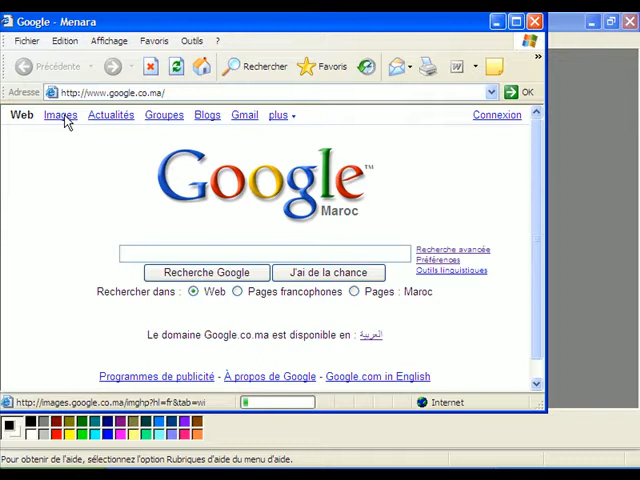 Google - Menara
Fichier Edition Affichage Favoris Outils ?
Précédente Rechercher Favoris
Adresse http://www.google.co.ma/ OK
Web Images Actualités Groupes Blogs Gmail plus Connexion
Google™
Maroc
Recherche avancée
Préférences
Outils linguistiques
Recherche Google J'ai de la chance
Rechercher dans : Web Pages francophones Pages : Maroc
Le domaine Google.co.ma est disponible en : العربية
Programmes de publicité - À propos de Google - Google.com in English
http://images.google.co.ma/imghp?hl=fr&tab=wi Internet
Pour obtenir de l'aide, sélectionnez l'option Rubriques d'aide du menu d'aide.